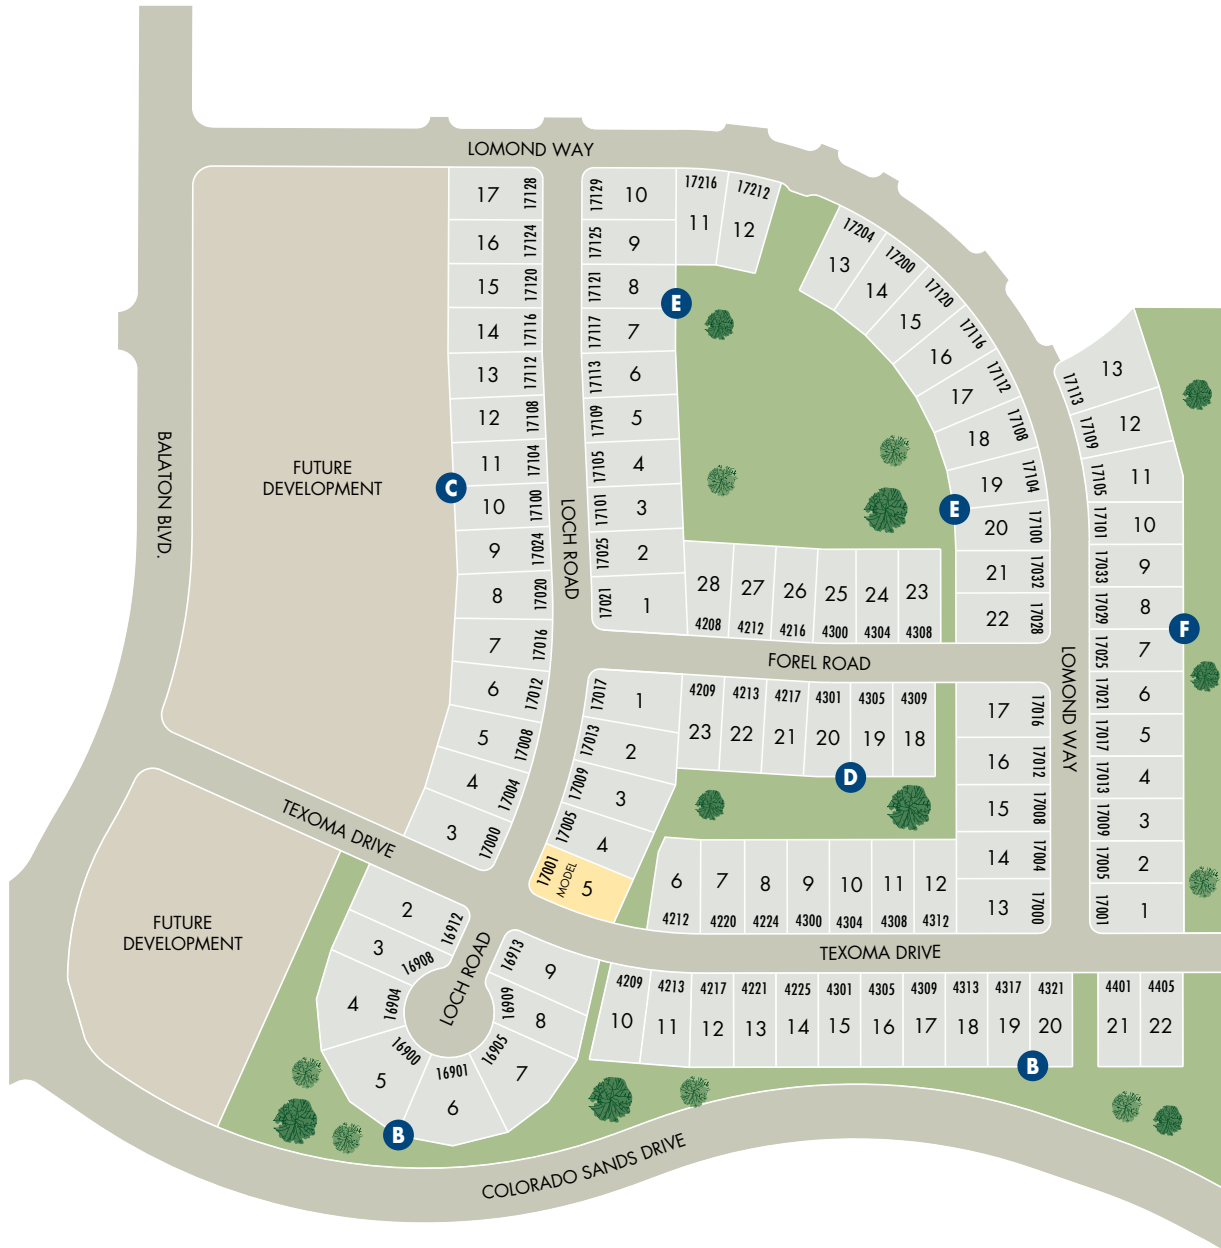 LOMOND WAY
BALATON BLVD.
FUTURE
DEVELOPMENT
17 17128
16 17124
15 17120
14 17116
13 17112
12 17108
11 17104
10 17100
9 17024
8 17020
7 17016
6 17012
5 17008
4 17004
3 17000
C
LOCH ROAD
17129 10
17125 9
17121 8
17117 7
17113 6
17109 5
17105 4
17101 3
17025 2
17021 1
17216 11
17212 12
E
17204 13
17200 14
17120 15
17116 16
17112 17
17108 18
17104 19
17100 20
17032 21
17028 22
E
28 27 26 25 24 23
4208 4212 4216 4300 4304 4308
FOREL ROAD
LOMOND WAY
17113 13
17109 12
17105 11
17101 10
17033 9
17029 8
17025 7
17021 6
17017 5
17013 4
17009 3
17005 2
17001 1
F
17017 1
17013 2
17009 3
17005 4
17001 MODEL 5
4209 4213 4217 4301 4305 4309
23 22 21 20 19 18
D
17 17016
16 17012
15 17008
14 17004
13 17000
6 7 8 9 10 11 12
4212 4220 4224 4300 4304 4308 4312
TEXOMA DRIVE
TEXOMA DRIVE
FUTURE
DEVELOPMENT
2 16912
3 16908
4 16904
5 16900
6 16901
7 16905
8 16909
9 16913
LOCH ROAD
B
4209 4213 4217 4221 4225 4301 4305 4309 4313 4317 4321 4401 4405
10 11 12 13 14 15 16 17 18 19 20 21 22
B
COLORADO SANDS DRIVE